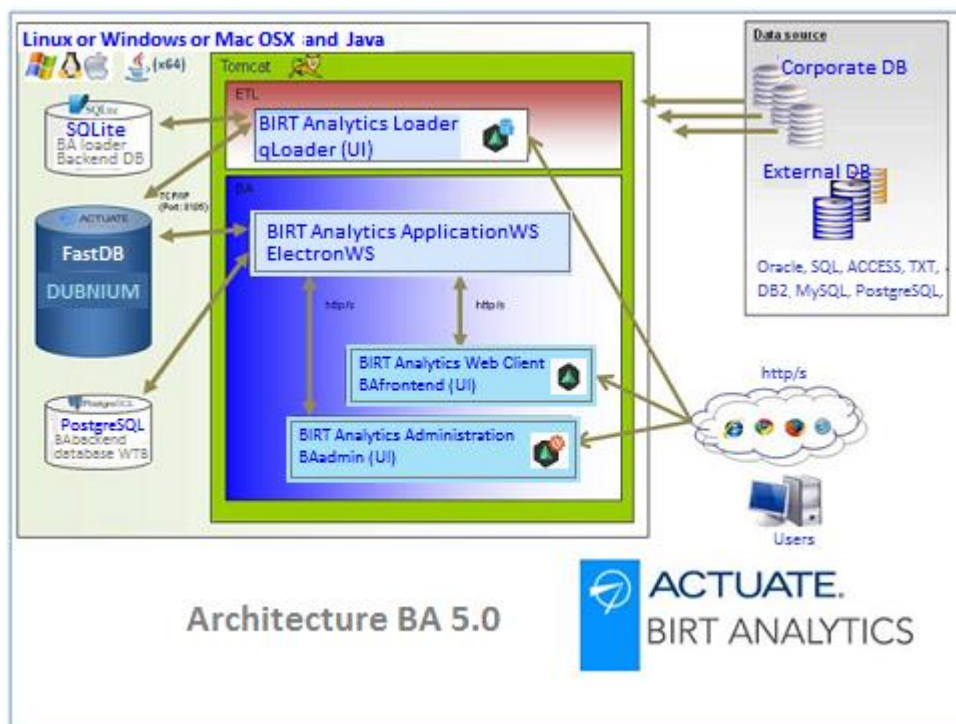 Linux or Windows or Mac OSX and Java
(x64)
Tomcat
ETL
SQLite
SQLite
BA loader
Backend DB
BIRT Analytics Loader
qLoader (UI)
TCP/IP
ACTUATE
FastDB
DUBNIUM
BA
BIRT Analytics ApplicationWS
ElectronWS
http/s
http/s
BIRT Analytics Web Client
BAfrontend (UI)
BIRT Analytics Administration
BAadmin (UI)
PostgreSQL
PostgreSQL
BAbackend
database WTB
Data source
Corporate DB
External DB
Oracle, SQL, ACCESS, TXT,
DB2, MySQL, PostgreSQL,
http/s
Users
Architecture BA 5.0
ACTUATE.
BIRT ANALYTICS